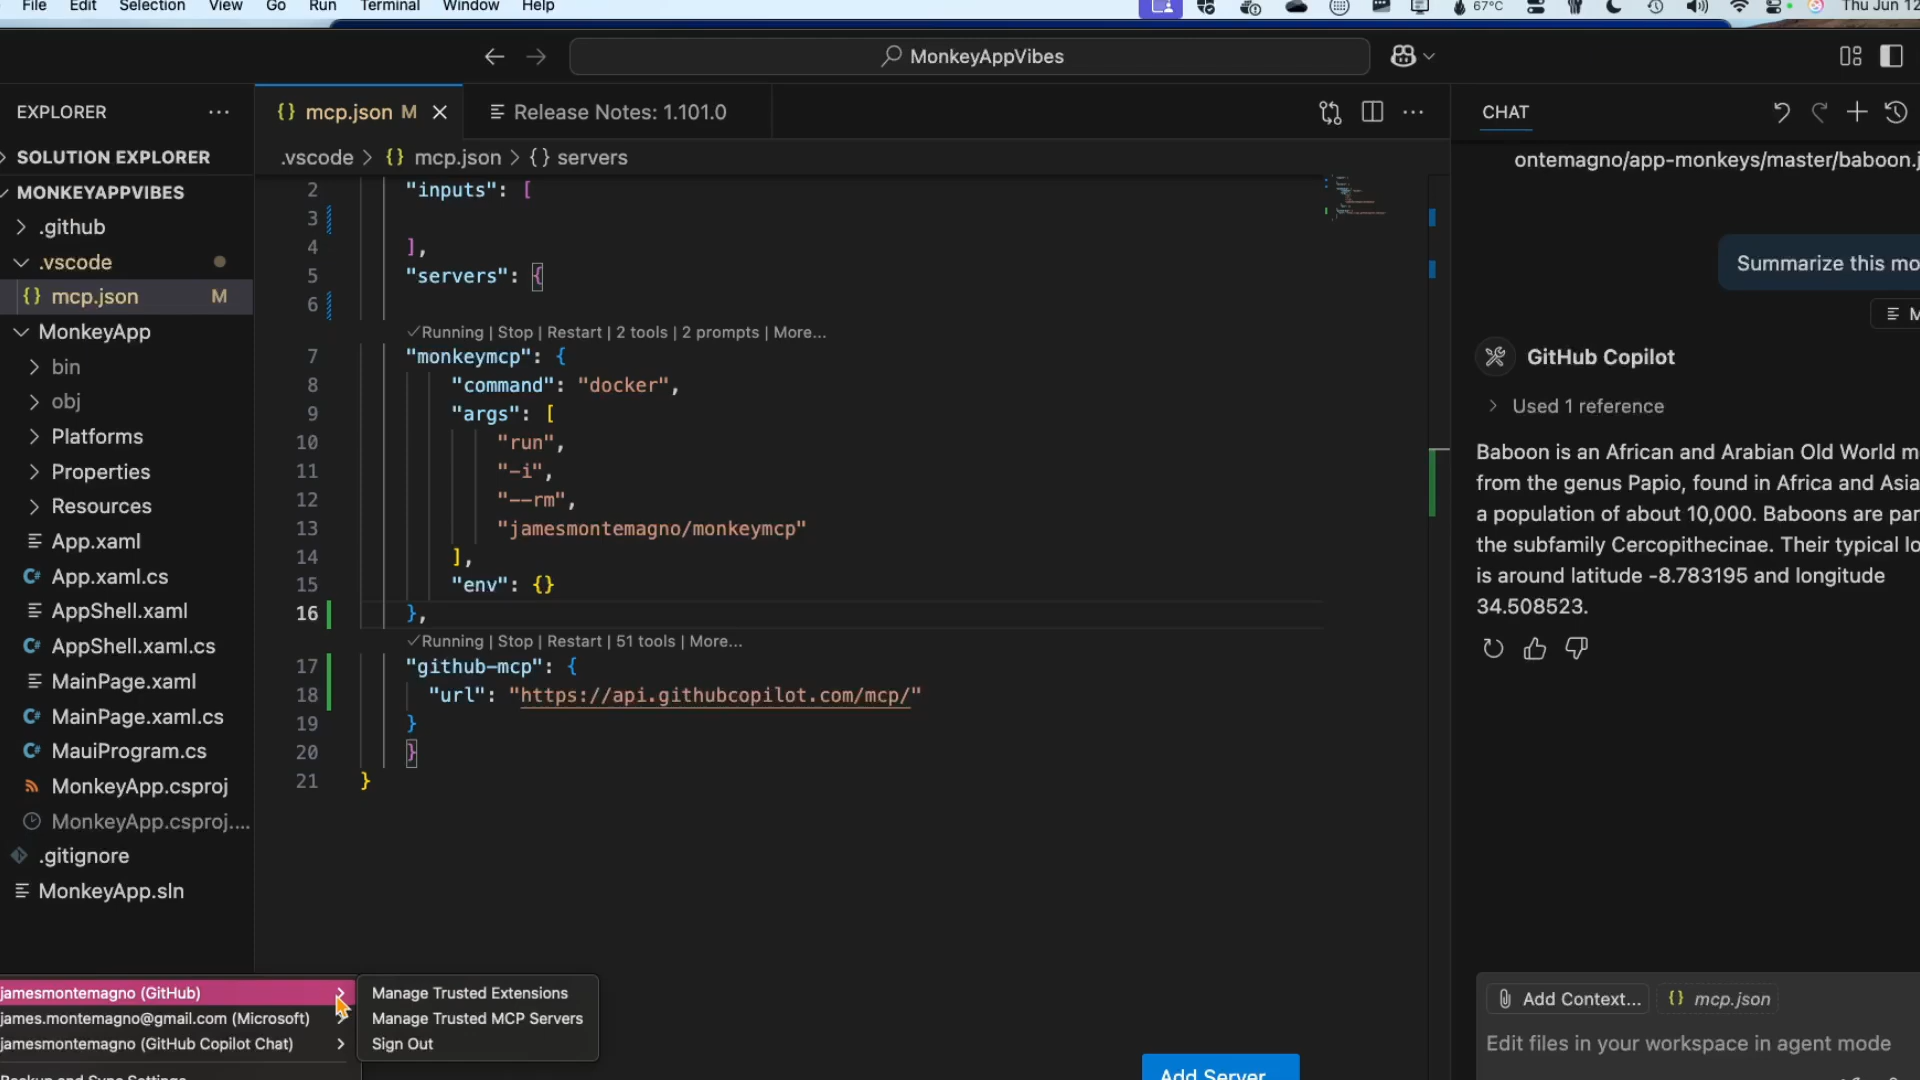 File Edit Selection View Go Run Terminal Window Help
67°C
Thu Jun 12
MonkeyAppVibes
EXPLORER
SOLUTION EXPLORER
MONKEYAPPVIBES
.github
.vscode
mcp.json M
MonkeyApp
bin
obj
Platforms
Properties
Resources
App.xaml
App.xaml.cs
AppShell.xaml
AppShell.xaml.cs
MainPage.xaml
MainPage.xaml.cs
MauiProgram.cs
MonkeyApp.csproj
MonkeyApp.csproj....
.gitignore
MonkeyApp.sln
{} mcp.json M
Release Notes: 1.101.0
.vscode > {} mcp.json > {} servers
2 "inputs": [
3
4 ],
5 "servers": {
6
✓Running | Stop | Restart | 2 tools | 2 prompts | More...
7 "monkeymcp": {
8 "command": "docker",
9 "args": [
10 "run",
11 "-i",
12 "--rm",
13 "jamesmontemagno/monkeymcp"
14 ],
15 "env": {}
16 },
✓Running | Stop | Restart | 51 tools | More...
17 "github-mcp": {
18 "url": "https://api.githubcopilot.com/mcp/"
19 }
20 }
21 }
Add Server...
CHAT
ontemagno/app-monkeys/master/baboon.j
Summarize this mo
M
GitHub Copilot
Used 1 reference
Baboon is an African and Arabian Old World m
from the genus Papio, found in Africa and Asia
a population of about 10,000. Baboons are par
the subfamily Cercopithecinae. Their typical lo
is around latitude -8.783195 and longitude
34.508523.
Add Context...
{} mcp.json
Edit files in your workspace in agent mode
jamesmontemagno (GitHub)
james.montemagno@gmail.com (Microsoft)
jamesmontemagno (GitHub Copilot Chat)
Backup and Sync Settings
Manage Trusted Extensions
Manage Trusted MCP Servers
Sign Out